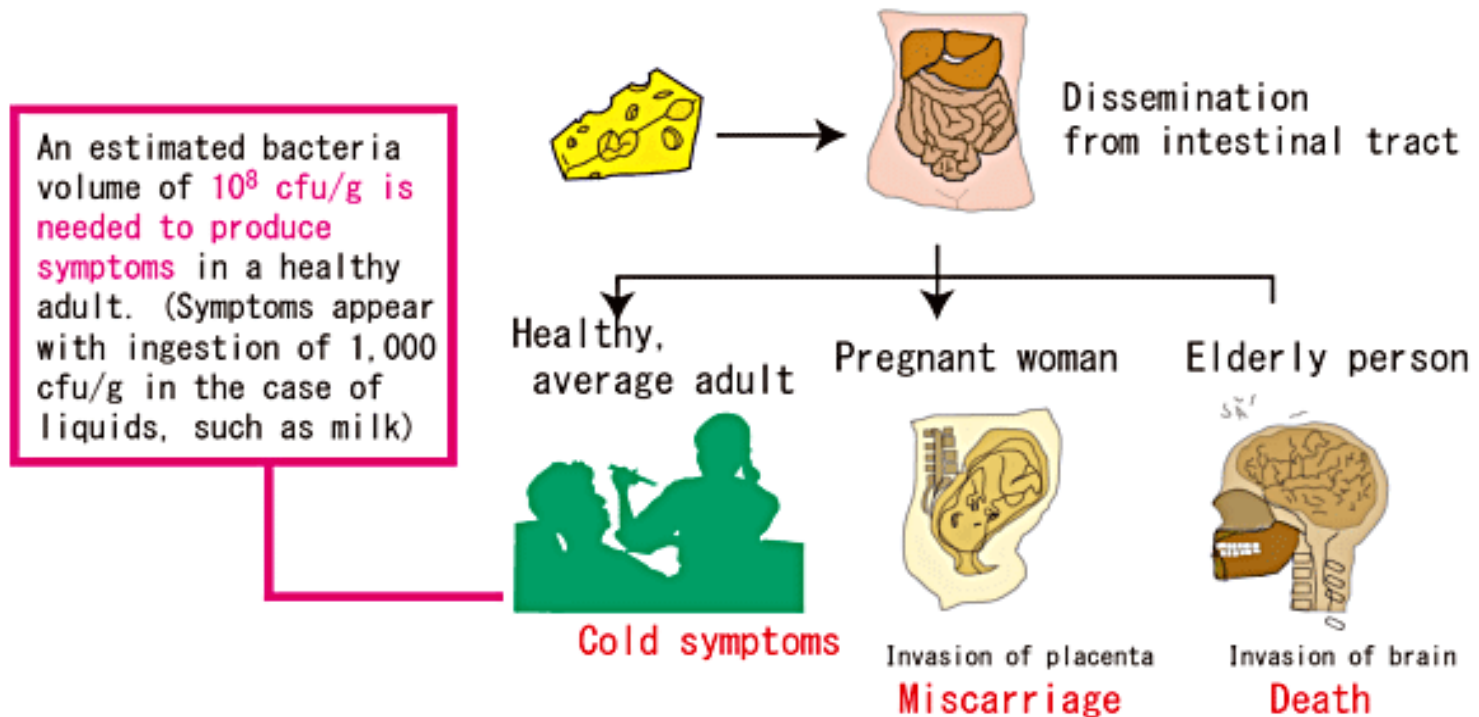 An estimated bacteria
volume of 10⁸ cfu/g is
needed to produce
symptoms in a healthy
adult. (Symptoms appear
with ingestion of 1,000
cfu/g in the case of
liquids, such as milk)
Dissemination
from intestinal tract
Healthy,
average adult
Cold symptoms
Pregnant woman
Invasion of placenta
Miscarriage
Elderly person
Invasion of brain
Death